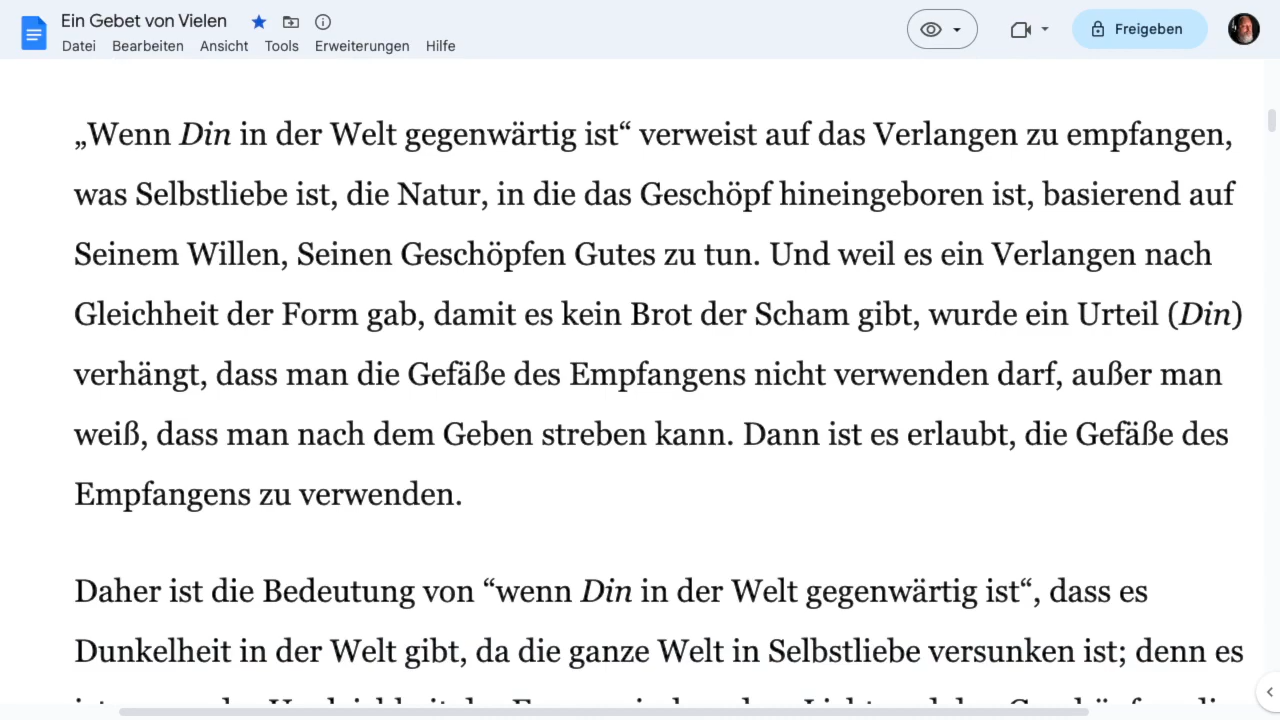 Ein Gebet von Vielen
Datei Bearbeiten Ansicht Tools Erweiterungen Hilfe
Freigeben
„Wenn Din in der Welt gegenwärtig ist“ verweist auf das Verlangen zu empfangen,
was Selbstliebe ist, die Natur, in die das Geschöpf hineingeboren ist, basierend auf
Seinem Willen, Seinen Geschöpfen Gutes zu tun. Und weil es ein Verlangen nach
Gleichheit der Form gab, damit es kein Brot der Scham gibt, wurde ein Urteil (Din)
verhängt, dass man die Gefäße des Empfangens nicht verwenden darf, außer man
weiß, dass man nach dem Geben streben kann. Dann ist es erlaubt, die Gefäße des
Empfangens zu verwenden.
Daher ist die Bedeutung von “wenn Din in der Welt gegenwärtig ist“, dass es
Dunkelheit in der Welt gibt, da die ganze Welt in Selbstliebe versunken ist; denn es